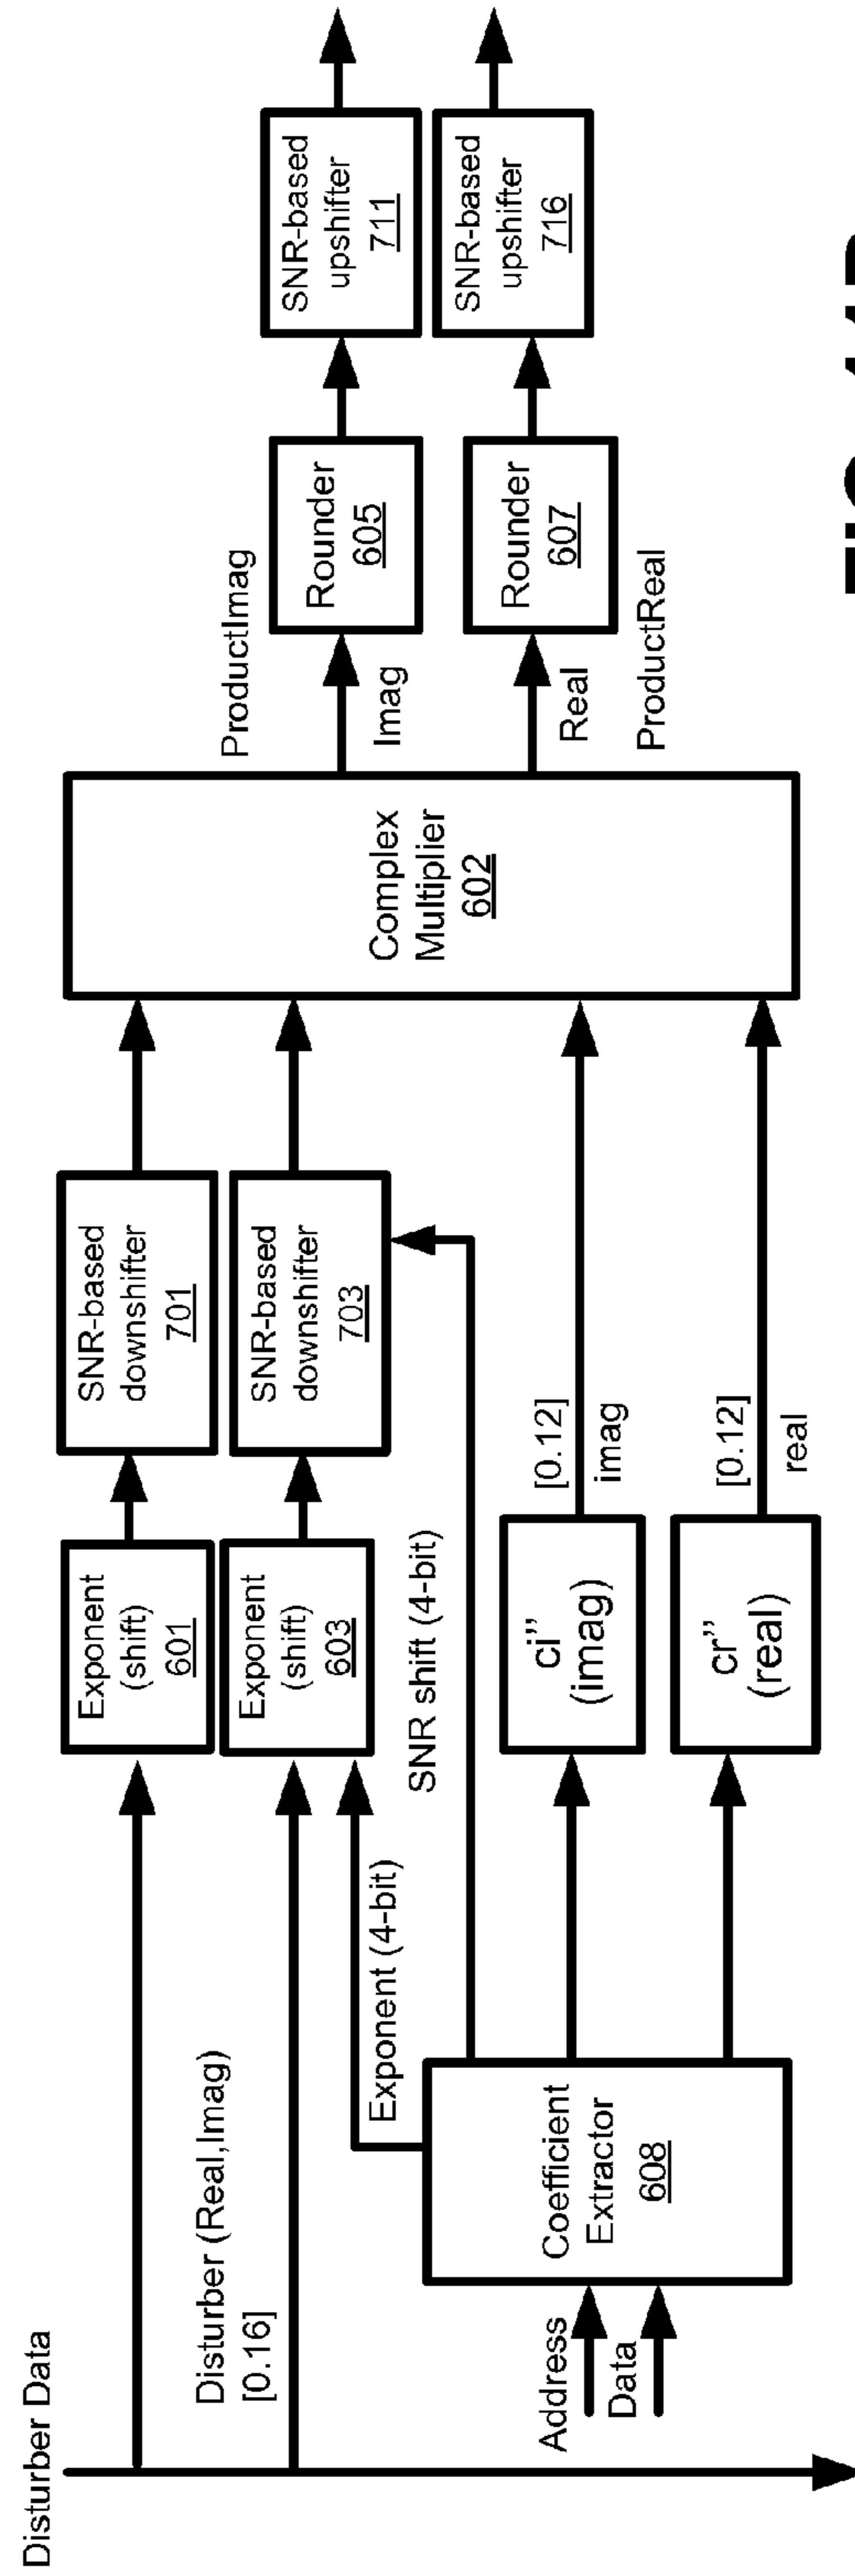 Disturber Data
Disturber (Real,Imag)
[0.16]
Address
Data
Coefficient
Extractor
608
Exponent (4-bit)
SNR shift (4-bit)
Exponent
(shift)
601
Exponent
(shift)
603
ci”
(imag)
cr”
(real)
SNR-based
downshifter
701
SNR-based
downshifter
703
[0.12]
imag
[0.12]
real
Complex
Multiplier
602
ProductImag
Imag
Real
ProductReal
Rounder
605
Rounder
607
SNR-based
upshifter
711
SNR-based
upshifter
716